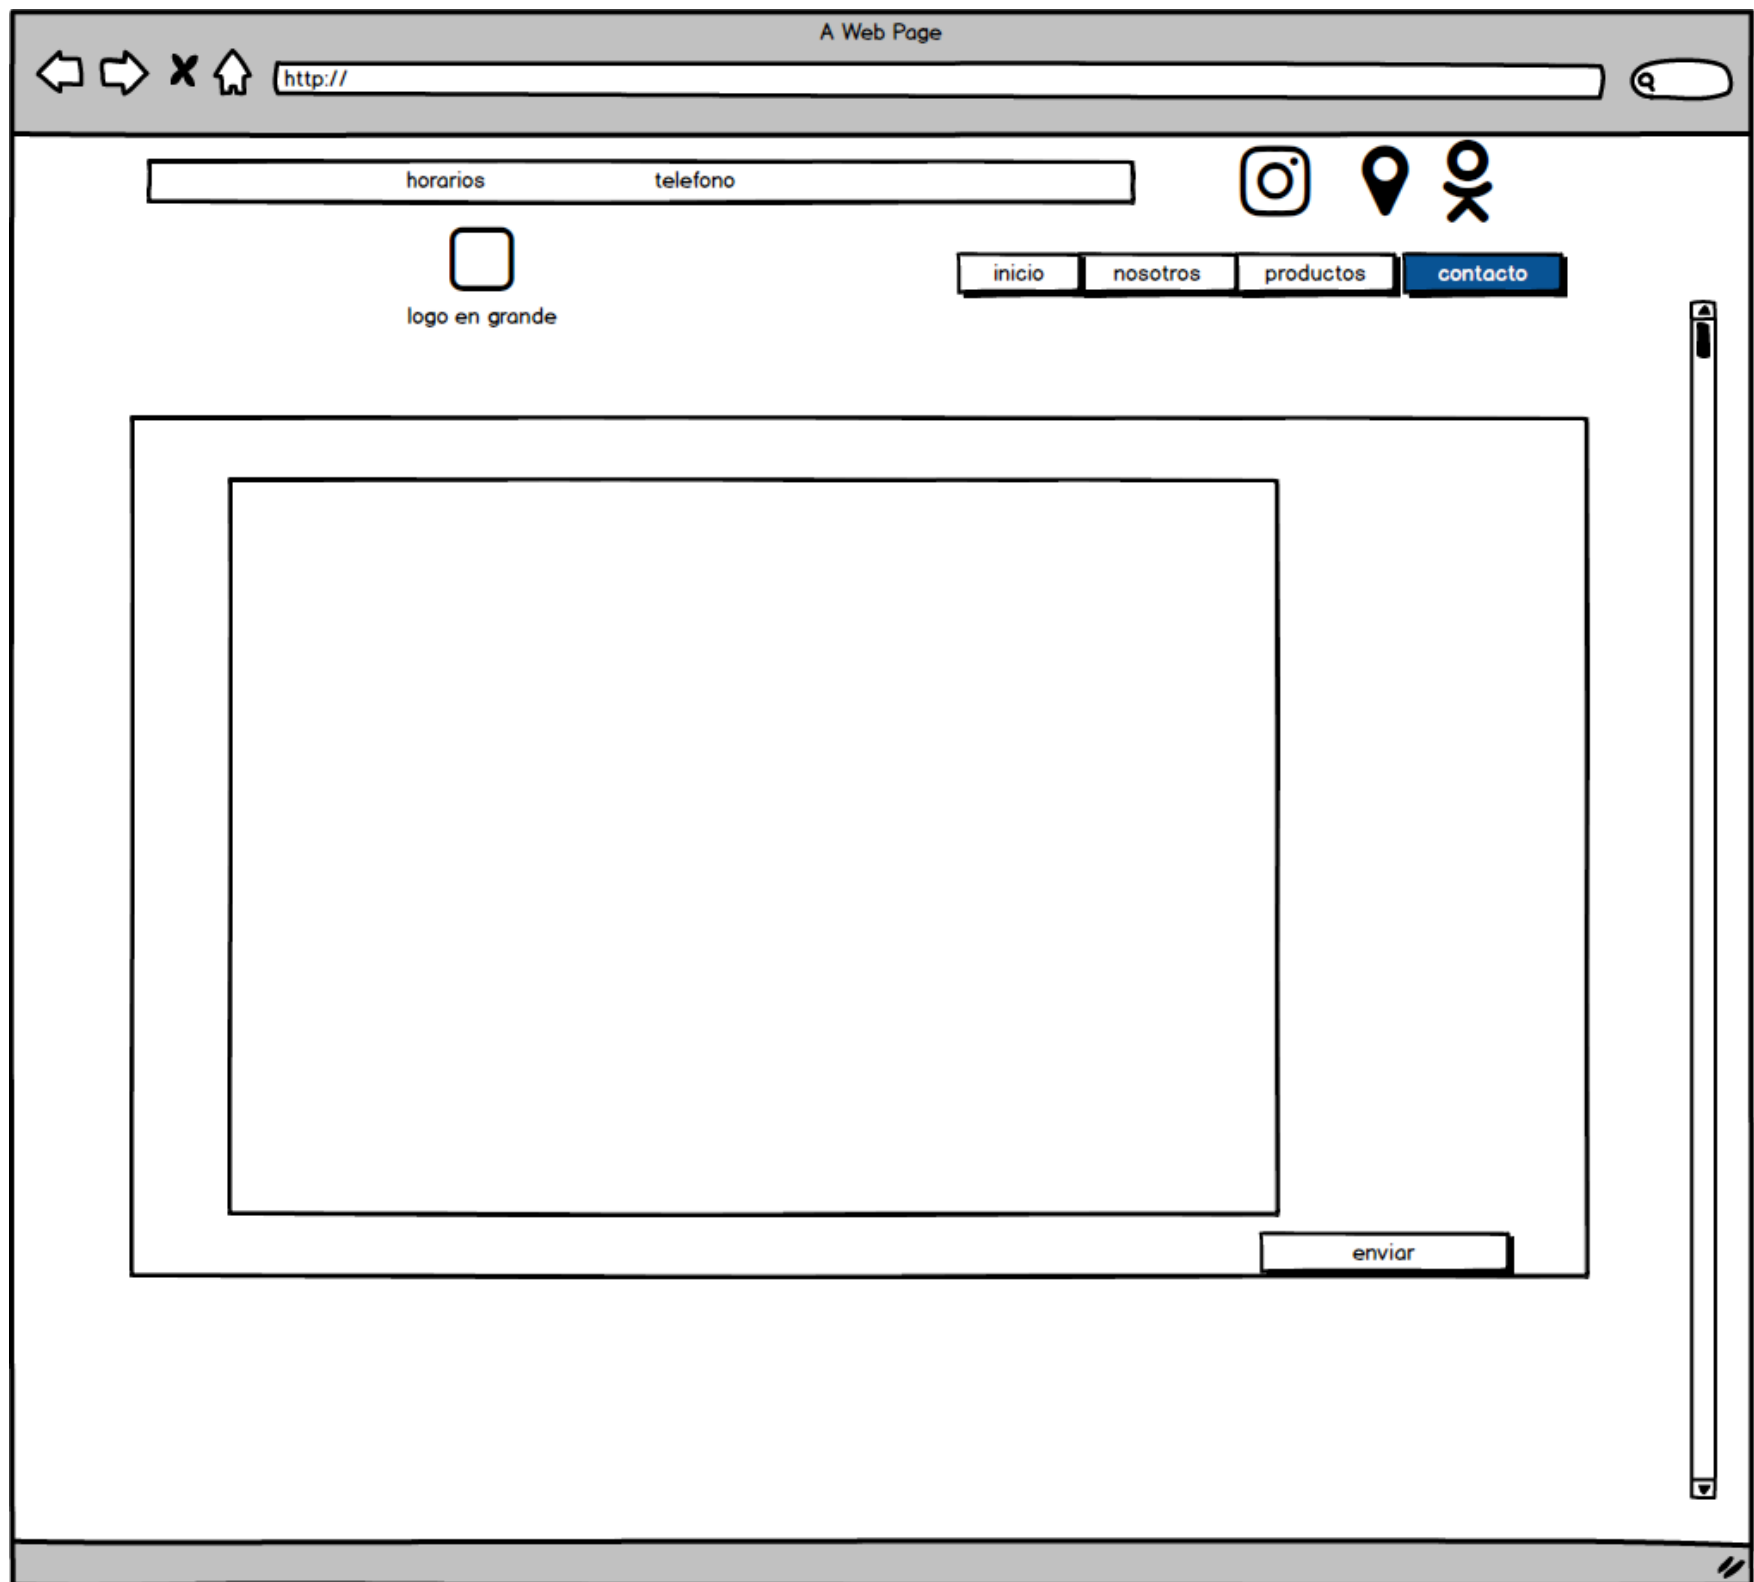 A Web Page
http://
horarios telefono
inicio nosotros productos contacto
logo en grande
enviar